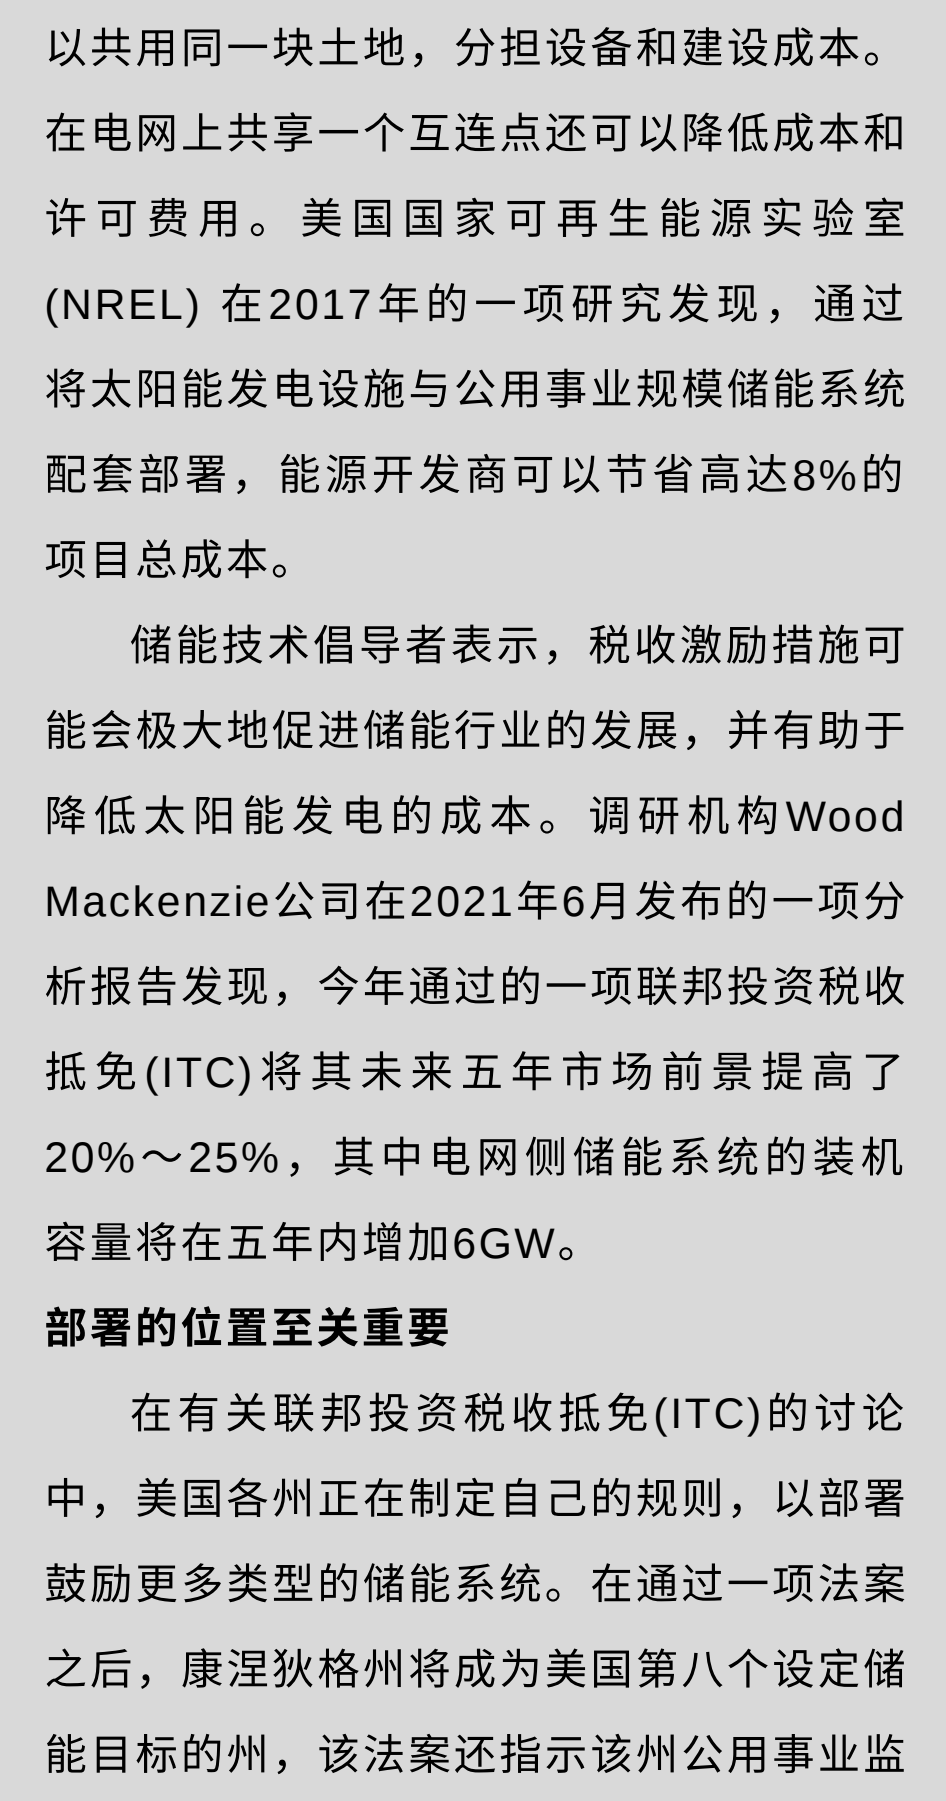 以共用同一块土地，分担设备和建设成本。
在电网上共享一个互连点还可以降低成本和
许可费用。美国国家可再生能源实验室
(NREL) 在2017年的一项研究发现，通过
将太阳能发电设施与公用事业规模储能系统
配套部署，能源开发商可以节省高达8%的
项目总成本。
储能技术倡导者表示，税收激励措施可
能会极大地促进储能行业的发展，并有助于
降低太阳能发电的成本。调研机构Wood
Mackenzie公司在2021年6月发布的一项分
析报告发现，今年通过的一项联邦投资税收
抵免(ITC)将其未来五年市场前景提高了
20%～25%，其中电网侧储能系统的装机
容量将在五年内增加6GW。
部署的位置至关重要
在有关联邦投资税收抵免(ITC)的讨论
中，美国各州正在制定自己的规则，以部署
鼓励更多类型的储能系统。在通过一项法案
之后，康涅狄格州将成为美国第八个设定储
能目标的州，该法案还指示该州公用事业监